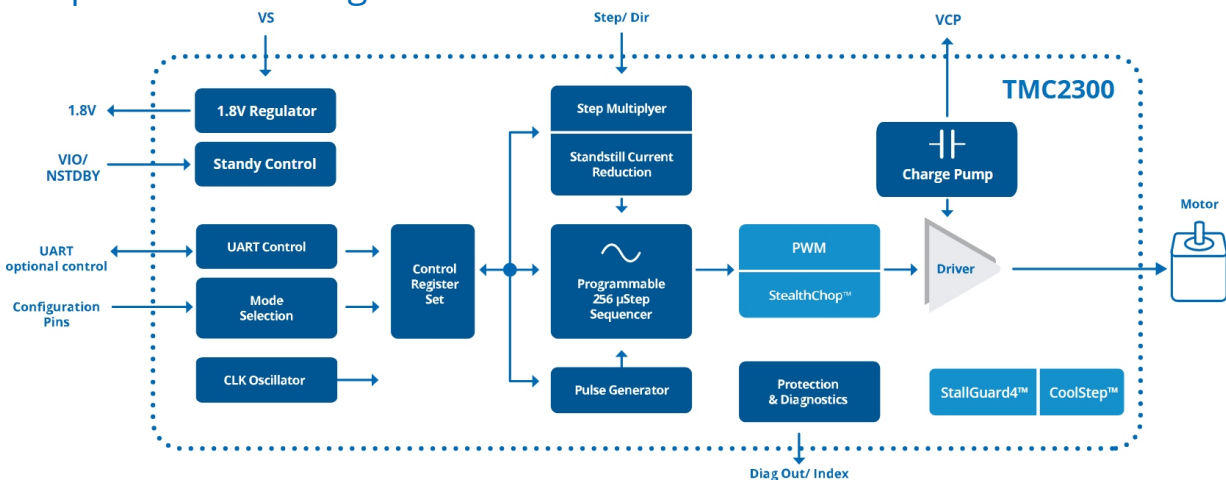 VS
Step/ Dir
VCP
TMC2300
1.8V
1.8V Regulator
Step Multiplyer
VIO/
NSTDBY
Standy Control
Standstill Current
Reduction
Charge Pump
Motor
UART
optional control
UART Control
Control
Register
Set
Programmable
256 µStep
Sequencer
PWM
StealthChop™
Driver
Configuration
Pins
Mode
Selection
CLK Oscillator
Pulse Generator
Protection
& Diagnostics
StallGuard4™
CoolStep™
Diag Out/ Index